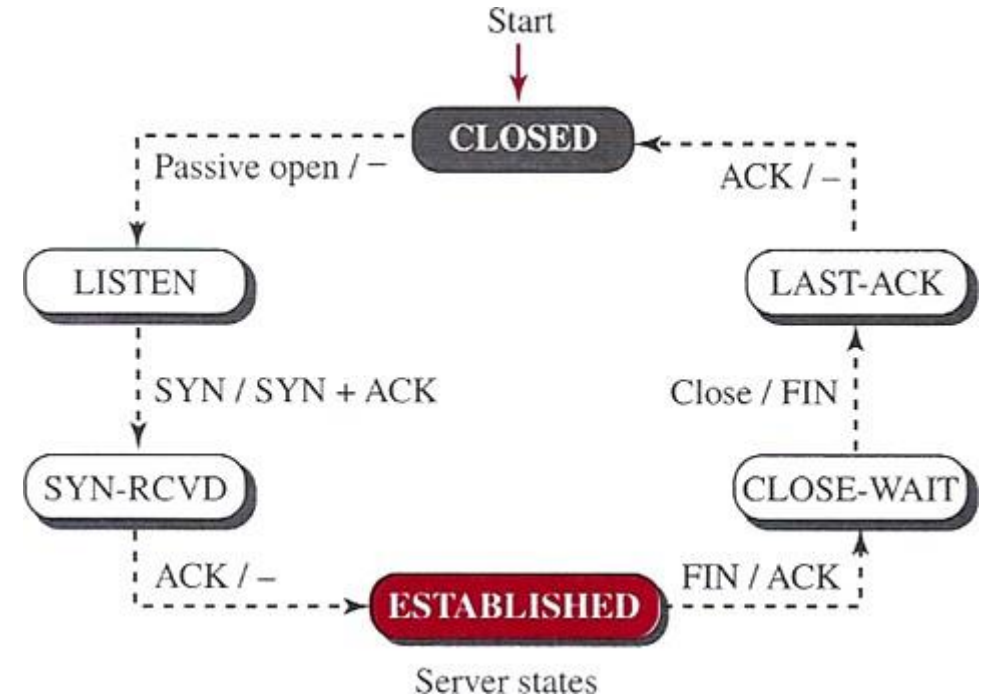 Start
CLOSED
Passive open / –
ACK / –
LISTEN
LAST-ACK
SYN / SYN + ACK
Close / FIN
SYN-RCVD
CLOSE-WAIT
ACK / –
FIN / ACK
ESTABLISHED
Server states